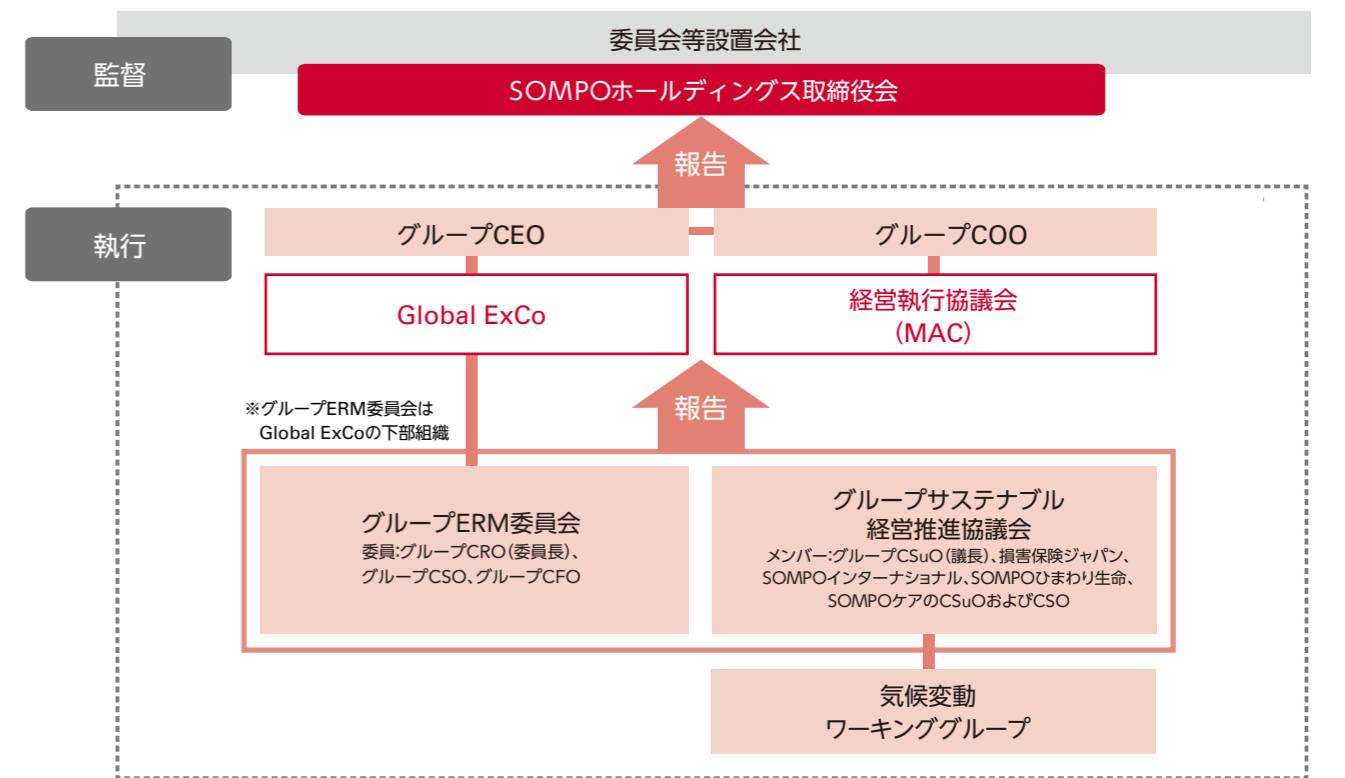 委員会等設置会社
監督
SOMPOホールディングス取締役会
報告
執行
グループCEO
グループCOO
Global ExCo
経営執行協議会
(MAC)
※グループERM委員会は
Global ExCoの下部組織
報告
グループERM委員会
委員:グループCRO(委員長)、
グループCSO、グループCFO
グループサステナブル
経営推進協議会
メンバー:グループCSuO(議長)、損害保険ジャパン、
SOMPOインターナショナル、SOMPOひまわり生命、
SOMPOケアのCSuOおよびCSO
気候変動
ワーキンググループ